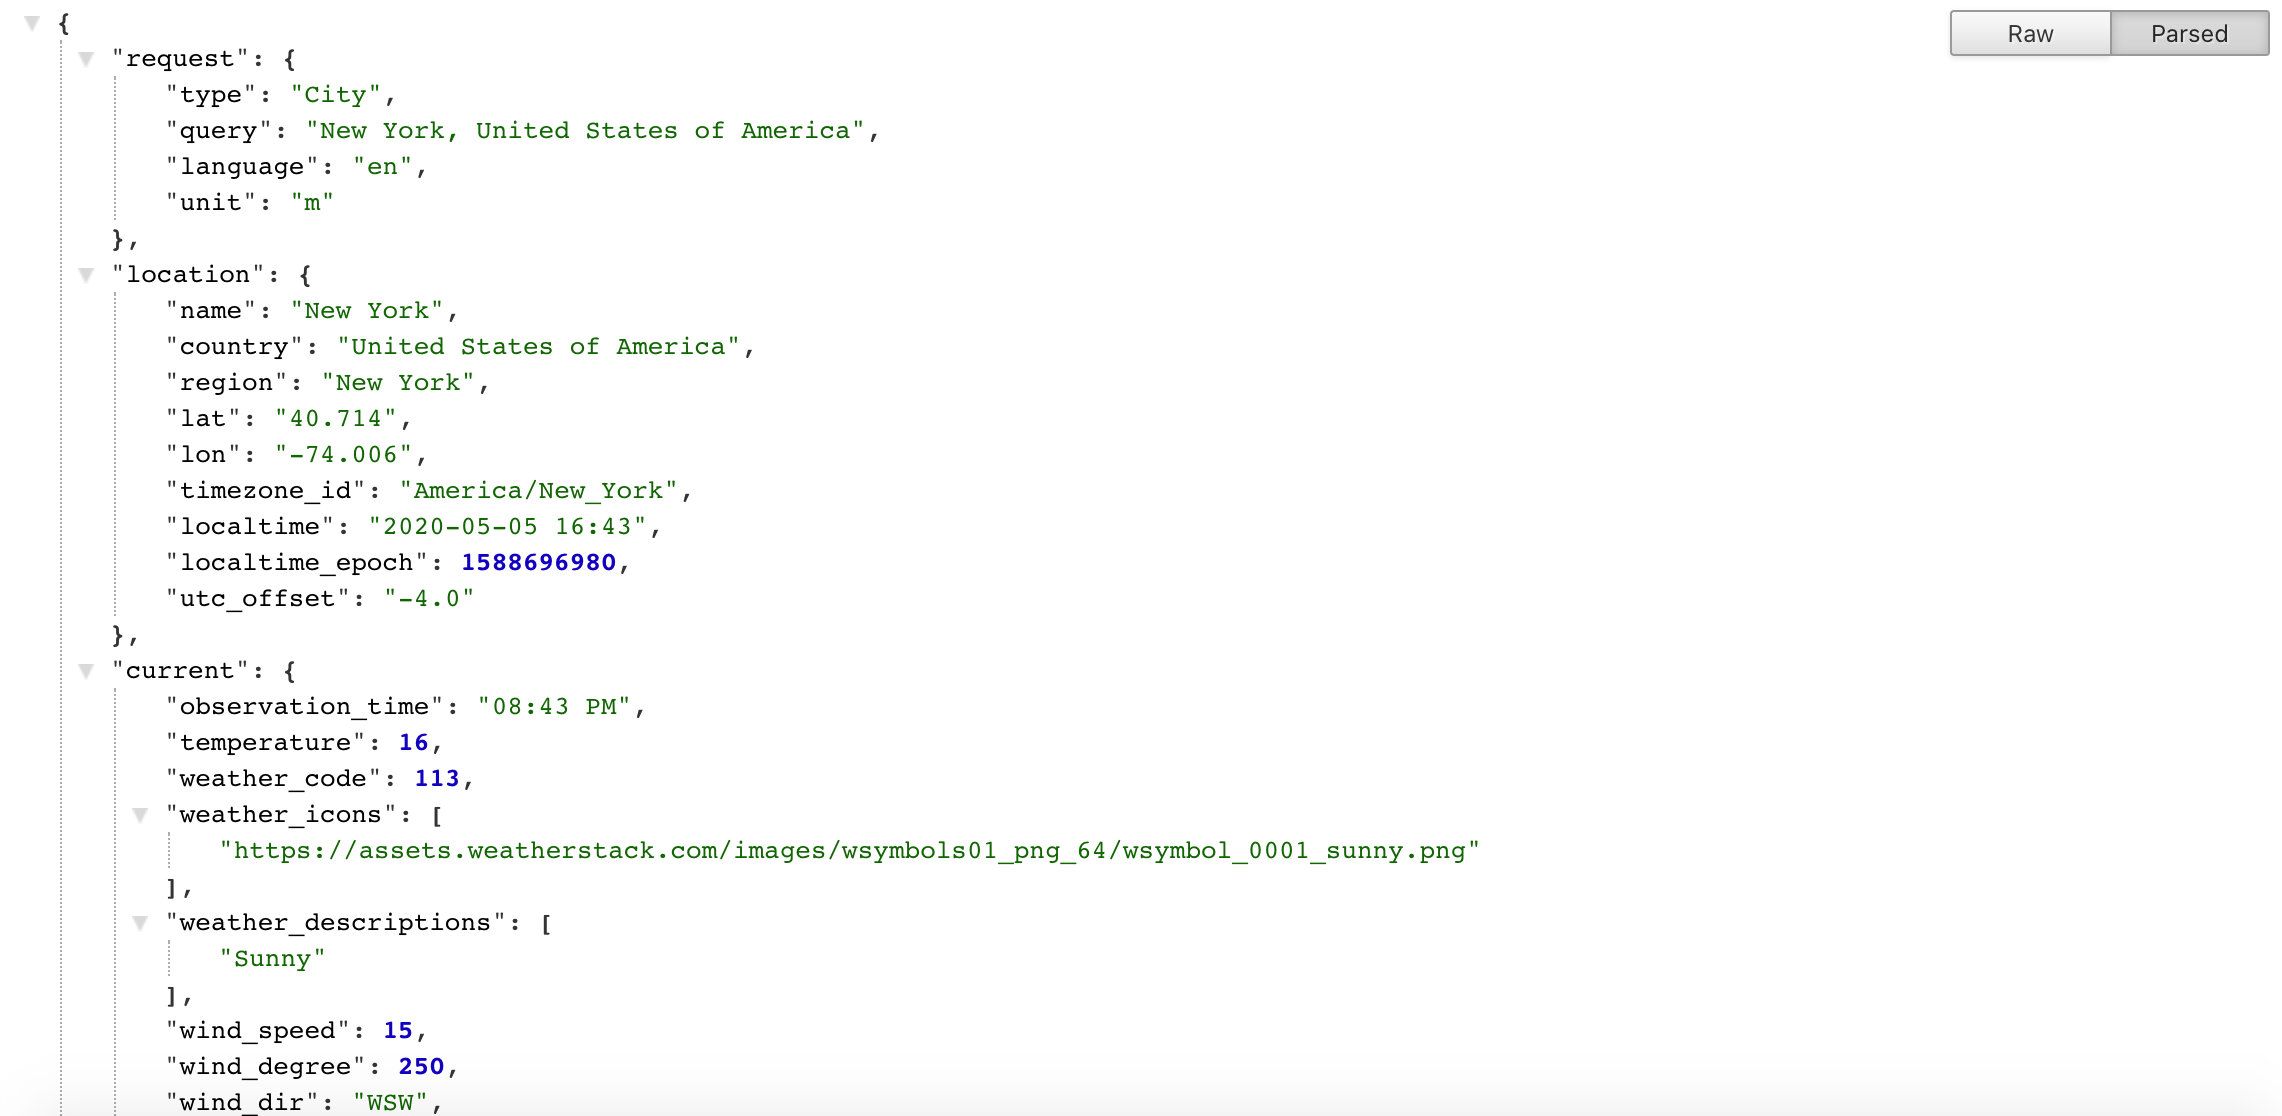 {
"request": {
"type": "City",
"query": "New York, United States of America",
"language": "en",
"unit": "m"
},
"location": {
"name": "New York",
"country": "United States of America",
"region": "New York",
"lat": "40.714",
"lon": "-74.006",
"timezone_id": "America/New_York",
"localtime": "2020-05-05 16:43",
"localtime_epoch": 1588696980,
"utc_offset": "-4.0"
},
"current": {
"observation_time": "08:43 PM",
"temperature": 16,
"weather_code": 113,
"weather_icons": [
"https://assets.weatherstack.com/images/wsymbols01_png_64/wsymbol_0001_sunny.png"
],
"weather_descriptions": [
"Sunny"
],
"wind_speed": 15,
"wind_degree": 250,
"wind_dir": "WSW",
Raw
Parsed